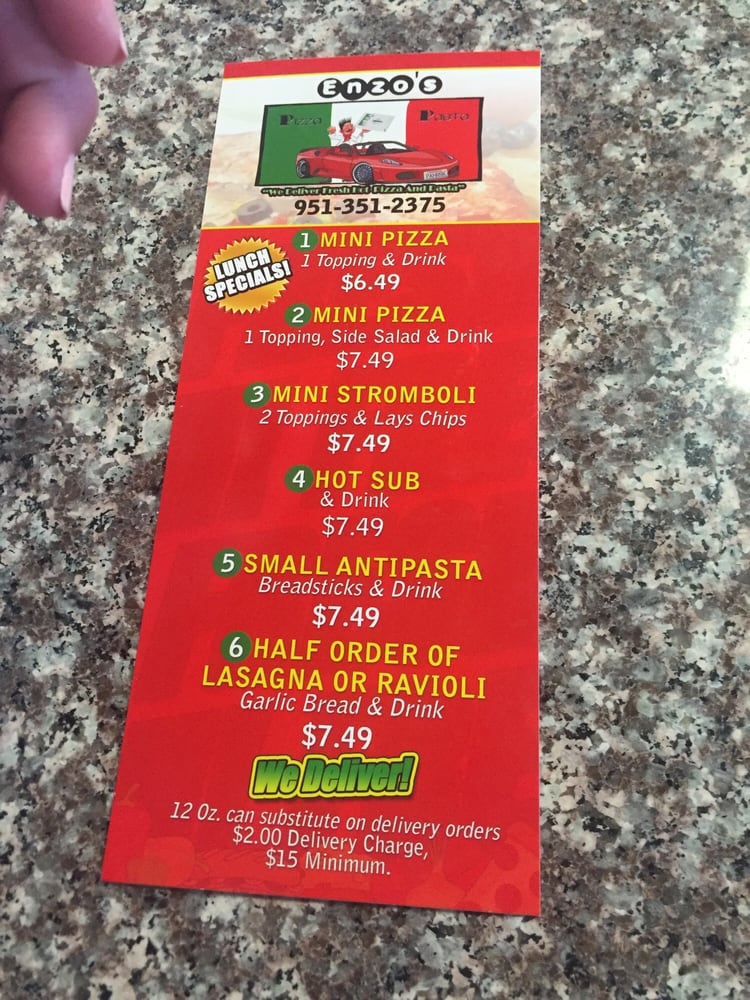 Enzo's
Pizza Pasta
"We Deliver Fresh Hot Pizza And Pasta"
951-351-2375
LUNCH
SPECIALS!
1 MINI PIZZA
1 Topping & Drink
$6.49
2 MINI PIZZA
1 Topping, Side Salad & Drink
$7.49
3 MINI STROMBOLI
2 Toppings & Lays Chips
$7.49
4 HOT SUB
& Drink
$7.49
5 SMALL ANTIPASTA
Breadsticks & Drink
$7.49
6 HALF ORDER OF
LASAGNA OR RAVIOLI
Garlic Bread & Drink
$7.49
We Deliver!
12 Oz. can substitute on delivery orders
$2.00 Delivery Charge,
$15 Minimum.